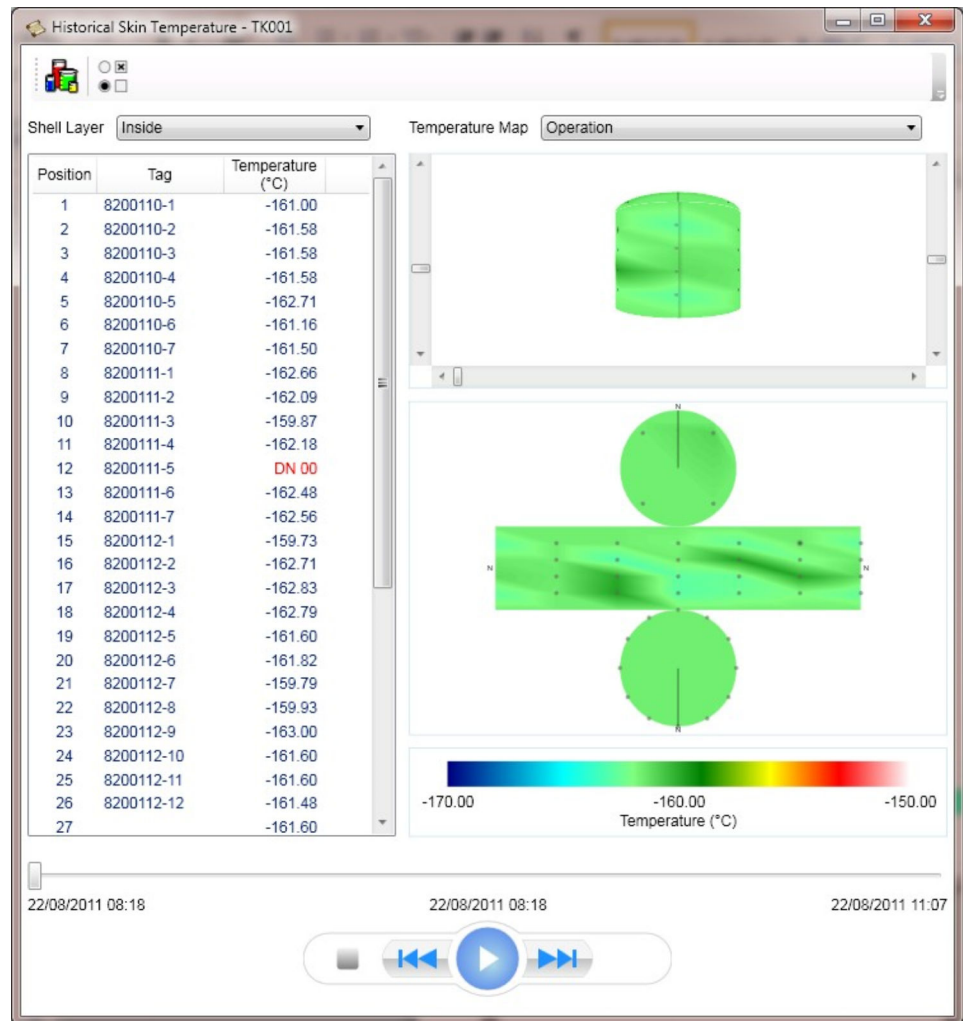 Historical Skin Temperature - TK001
Shell Layer Inside
Temperature Map Operation
Position Tag Temperature (°C)
1 8200110-1 -161.00
2 8200110-2 -161.58
3 8200110-3 -161.58
4 8200110-4 -161.58
5 8200110-5 -162.71
6 8200110-6 -161.16
7 8200110-7 -161.50
8 8200111-1 -162.66
9 8200111-2 -162.09
10 8200111-3 -159.87
11 8200111-4 -162.18
12 8200111-5 DN 00
13 8200111-6 -162.48
14 8200111-7 -162.56
15 8200112-1 -159.73
16 8200112-2 -162.71
17 8200112-3 -162.83
18 8200112-4 -162.79
19 8200112-5 -161.60
20 8200112-6 -161.82
21 8200112-7 -159.79
22 8200112-8 -159.93
23 8200112-9 -163.00
24 8200112-10 -161.60
25 8200112-11 -161.60
26 8200112-12 -161.48
27 -161.60
N
N N
N
-170.00 -160.00 -150.00
Temperature (°C)
22/08/2011 08:18 22/08/2011 08:18 22/08/2011 11:07